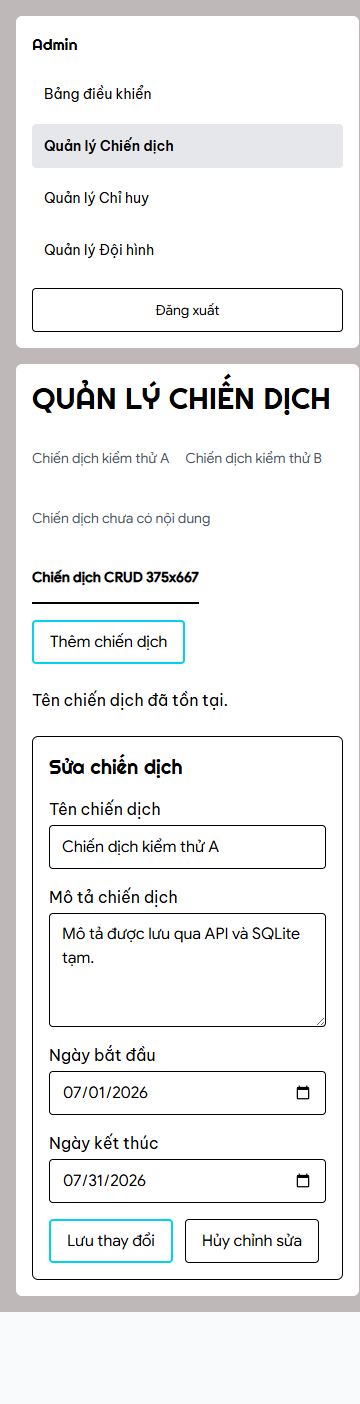 Admin
Bảng điều khiển
Quản lý Chiến dịch
Quản lý Chỉ huy
Quản lý Đội hình
Đăng xuất
QUẢN LÝ CHIẾN DỊCH
Chiến dịch kiểm thử A Chiến dịch kiểm thử B
Chiến dịch chưa có nội dung
Chiến dịch CRUD 375x667
Thêm chiến dịch
Tên chiến dịch đã tồn tại.
Sửa chiến dịch
Tên chiến dịch
Chiến dịch kiểm thử A
Mô tả chiến dịch
Mô tả được lưu qua API và SQLite
tạm.
Ngày bắt đầu
07/01/2026
Ngày kết thúc
07/31/2026
Lưu thay đổi Hủy chỉnh sửa